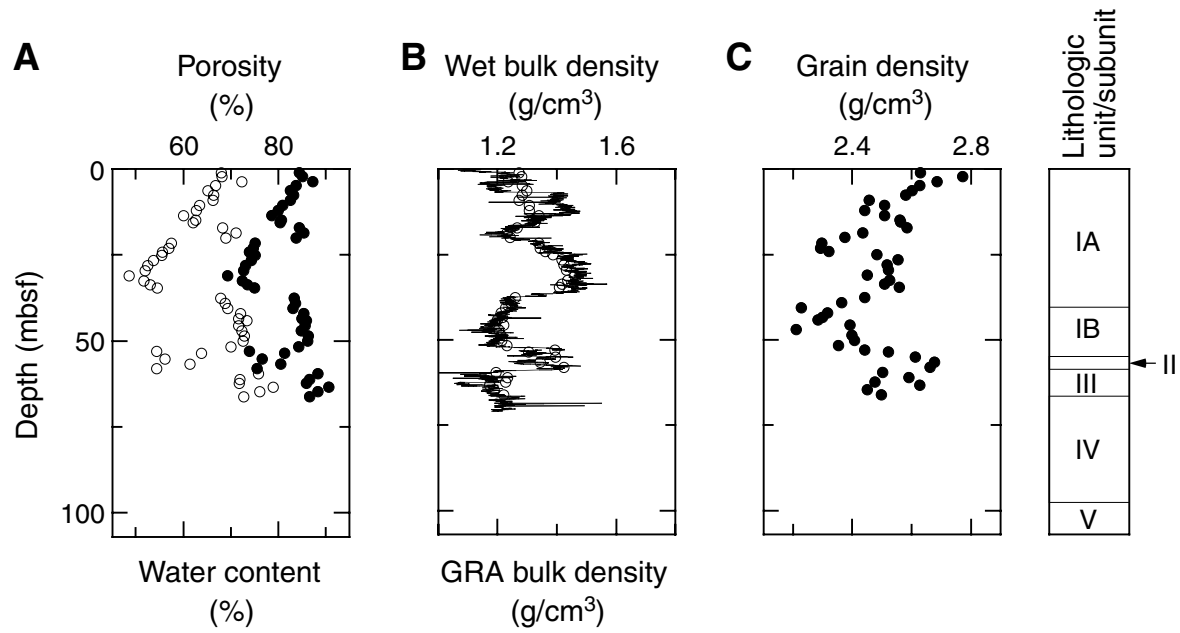 A
Porosity
(%)
60 80
B
Wet bulk density
(g/cm³)
1.2 1.6
C
Grain density
(g/cm³)
2.4 2.8
Lithologic
unit/subunit
Depth (mbsf)
0
50
100
IA
IB
II
III
IV
V
Water content
(%)
GRA bulk density
(g/cm³)